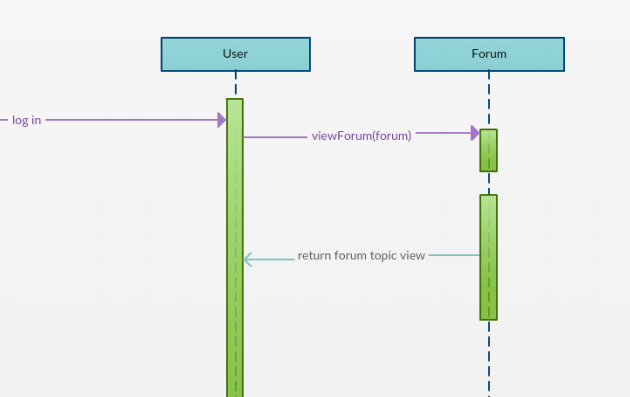 User
Forum
log in
viewForum(forum)
return forum topic view